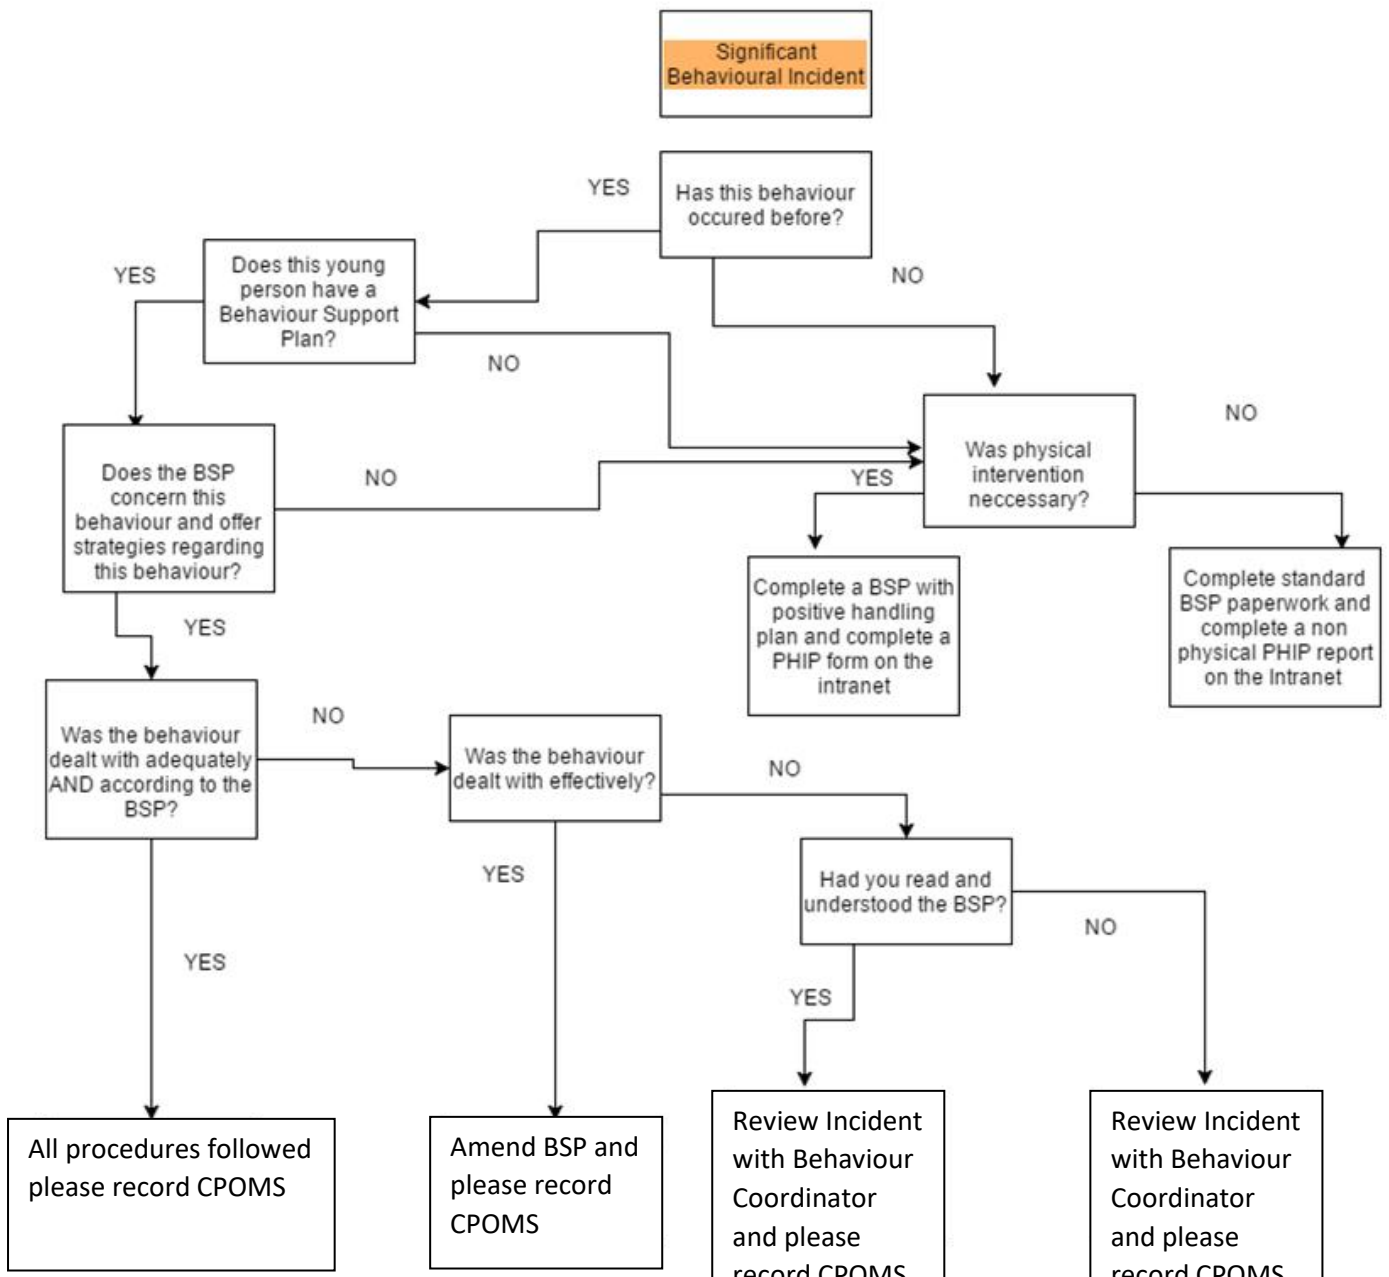 Significant
Behavioural Incident
YES
Has this behaviour
occured before?
YES
Does this young
person have a
Behaviour Support
Plan?
NO
NO
Does the BSP
concern this
behaviour and offer
strategies regarding
this behaviour?
NO
Was physical
intervention
neccessary?
NO
YES
Complete a BSP with
positive handling
plan and complete a
PHIP form on the
intranet
Complete standard
BSP paperwork and
complete a non
physical PHIP report
on the Intranet
YES
Was the behaviour
dealt with adequately
AND according to the
BSP?
NO
Was the behaviour
dealt with effectively?
NO
YES
Had you read and
understood the BSP?
NO
YES
YES
All procedures followed
please record CPOMS
Amend BSP and
please record
CPOMS
Review Incident
with Behaviour
Coordinator
and please
record CPOMS
Review Incident
with Behaviour
Coordinator
and please
record CPOMS